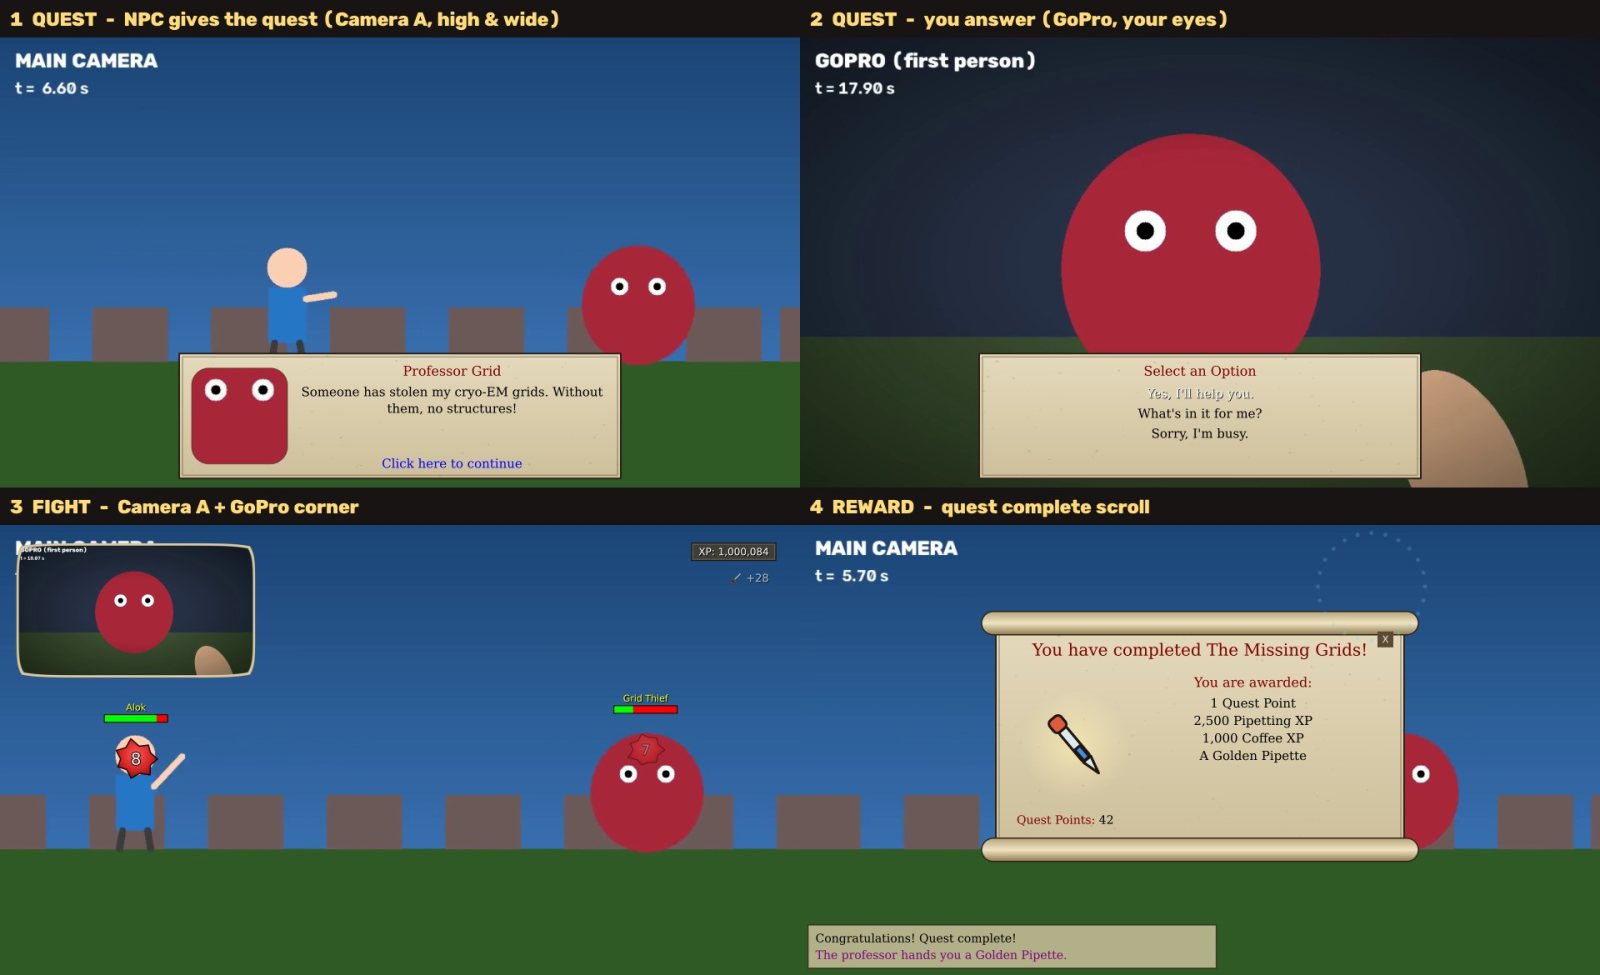 1 QUEST - NPC gives the quest (Camera A, high & wide)
MAIN CAMERA
t = 6.60 s
Professor Grid
Someone has stolen my cryo-EM grids. Without
them, no structures!
Click here to continue
2 QUEST - you answer (GoPro, your eyes)
GOPRO (first person)
t = 17.90 s
Select an Option
Yes, I'll help you.
What's in it for me?
Sorry, I'm busy.
3 FIGHT - Camera A + GoPro corner
MAIN CAMERA
GOPRO (first person)
XP: 1,000,084
+28
Alok
8
Grid Thief
7
4 REWARD - quest complete scroll
MAIN CAMERA
t = 5.70 s
X
You have completed The Missing Grids!
You are awarded:
1 Quest Point
2,500 Pipetting XP
1,000 Coffee XP
A Golden Pipette
Quest Points: 42
Congratulations! Quest complete!
The professor hands you a Golden Pipette.